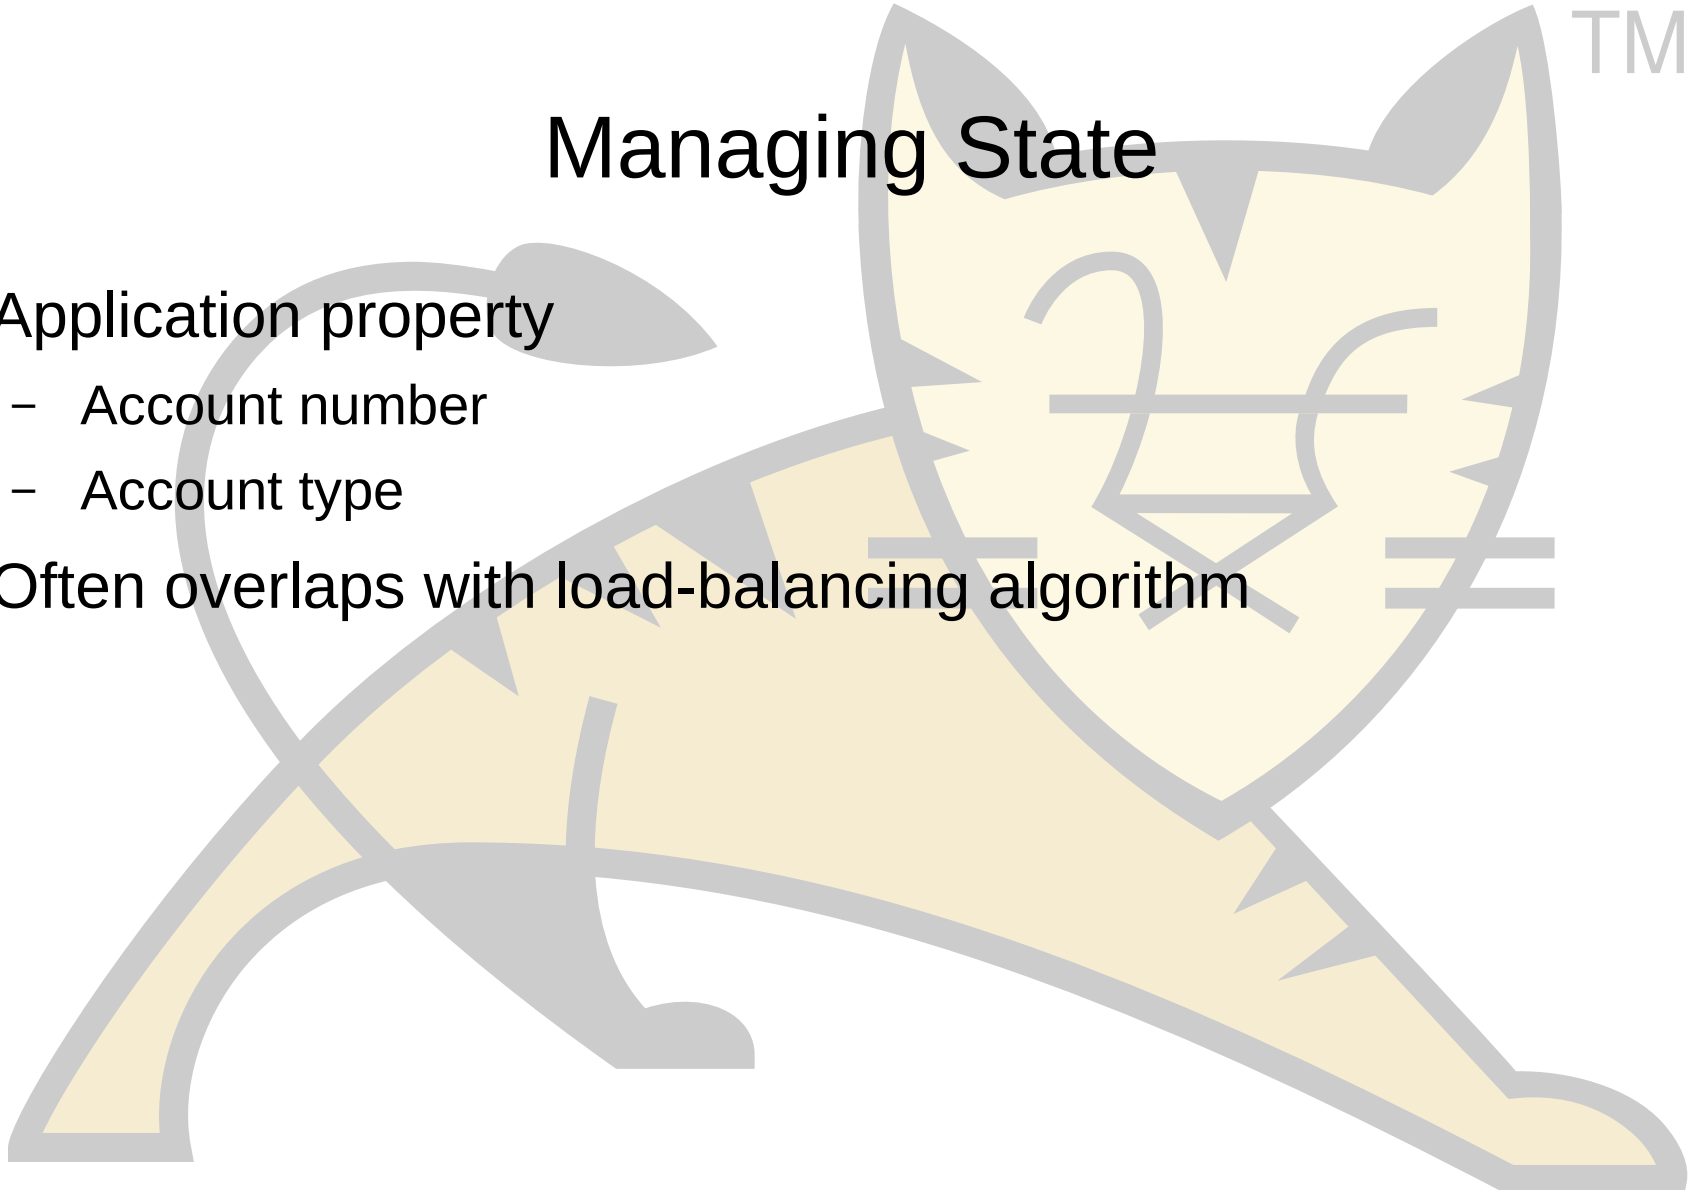 TM
Managing State
Application property
– Account number
– Account type
Often overlaps with load-balancing algorithm